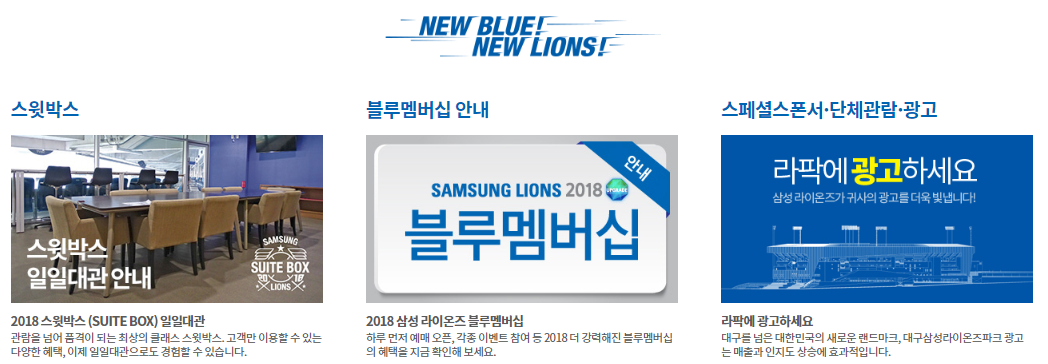 NEW BLUE!
NEW LIONS!
스윗박스
스윗박스
일일대관 안내
SAMSUNG
SUITE BOX
2018
LIONS
2018 스윗박스 (SUITE BOX) 일일대관
관람을 넘어 품격이 되는 최상의 클래스 스윗박스. 고객만 이용할 수 있는
다양한 혜택, 이제 일일대관으로도 경험할 수 있습니다.
블루멤버십 안내
안내
SAMSUNG LIONS 2018 UPGRADE
블루멤버십
2018 삼성 라이온즈 블루멤버십
하루 먼저 예매 오픈, 각종 이벤트 참여 등 2018 더 강력해진 블루멤버십
의 혜택을 지금 확인해 보세요.
스페셜스폰서·단체관람·광고
라팍에 광고하세요
삼성 라이온즈가 귀사의 광고를 더욱 빛냅니다!
라팍에 광고하세요
대구를 넘은 대한민국의 새로운 랜드마크, 대구삼성라이온즈파크 광고
는 매출과 인지도 상승에 효과적입니다.